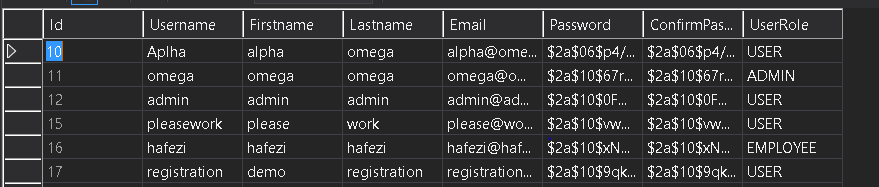 Id Username Firstname Lastname Email Password ConfirmPas... UserRole
10 Aplha alpha omega alpha@ome... $2a$06$p4/... $2a$06$p4/... USER
11 omega omega omega omega@o... $2a$10$67r... $2a$10$67r... ADMIN
12 admin admin admin admin@ad... $2a$10$0F... $2a$10$0F... USER
15 pleasework please work please@wo... $2a$10$vw... $2a$10$vw... USER
16 hafezi hafezi hafezi hafezi@haf... $2a$10$xN... $2a$10$xN... EMPLOYEE
17 registration demo registration registration... $2a$10$9qk... $2a$10$9qk... USER